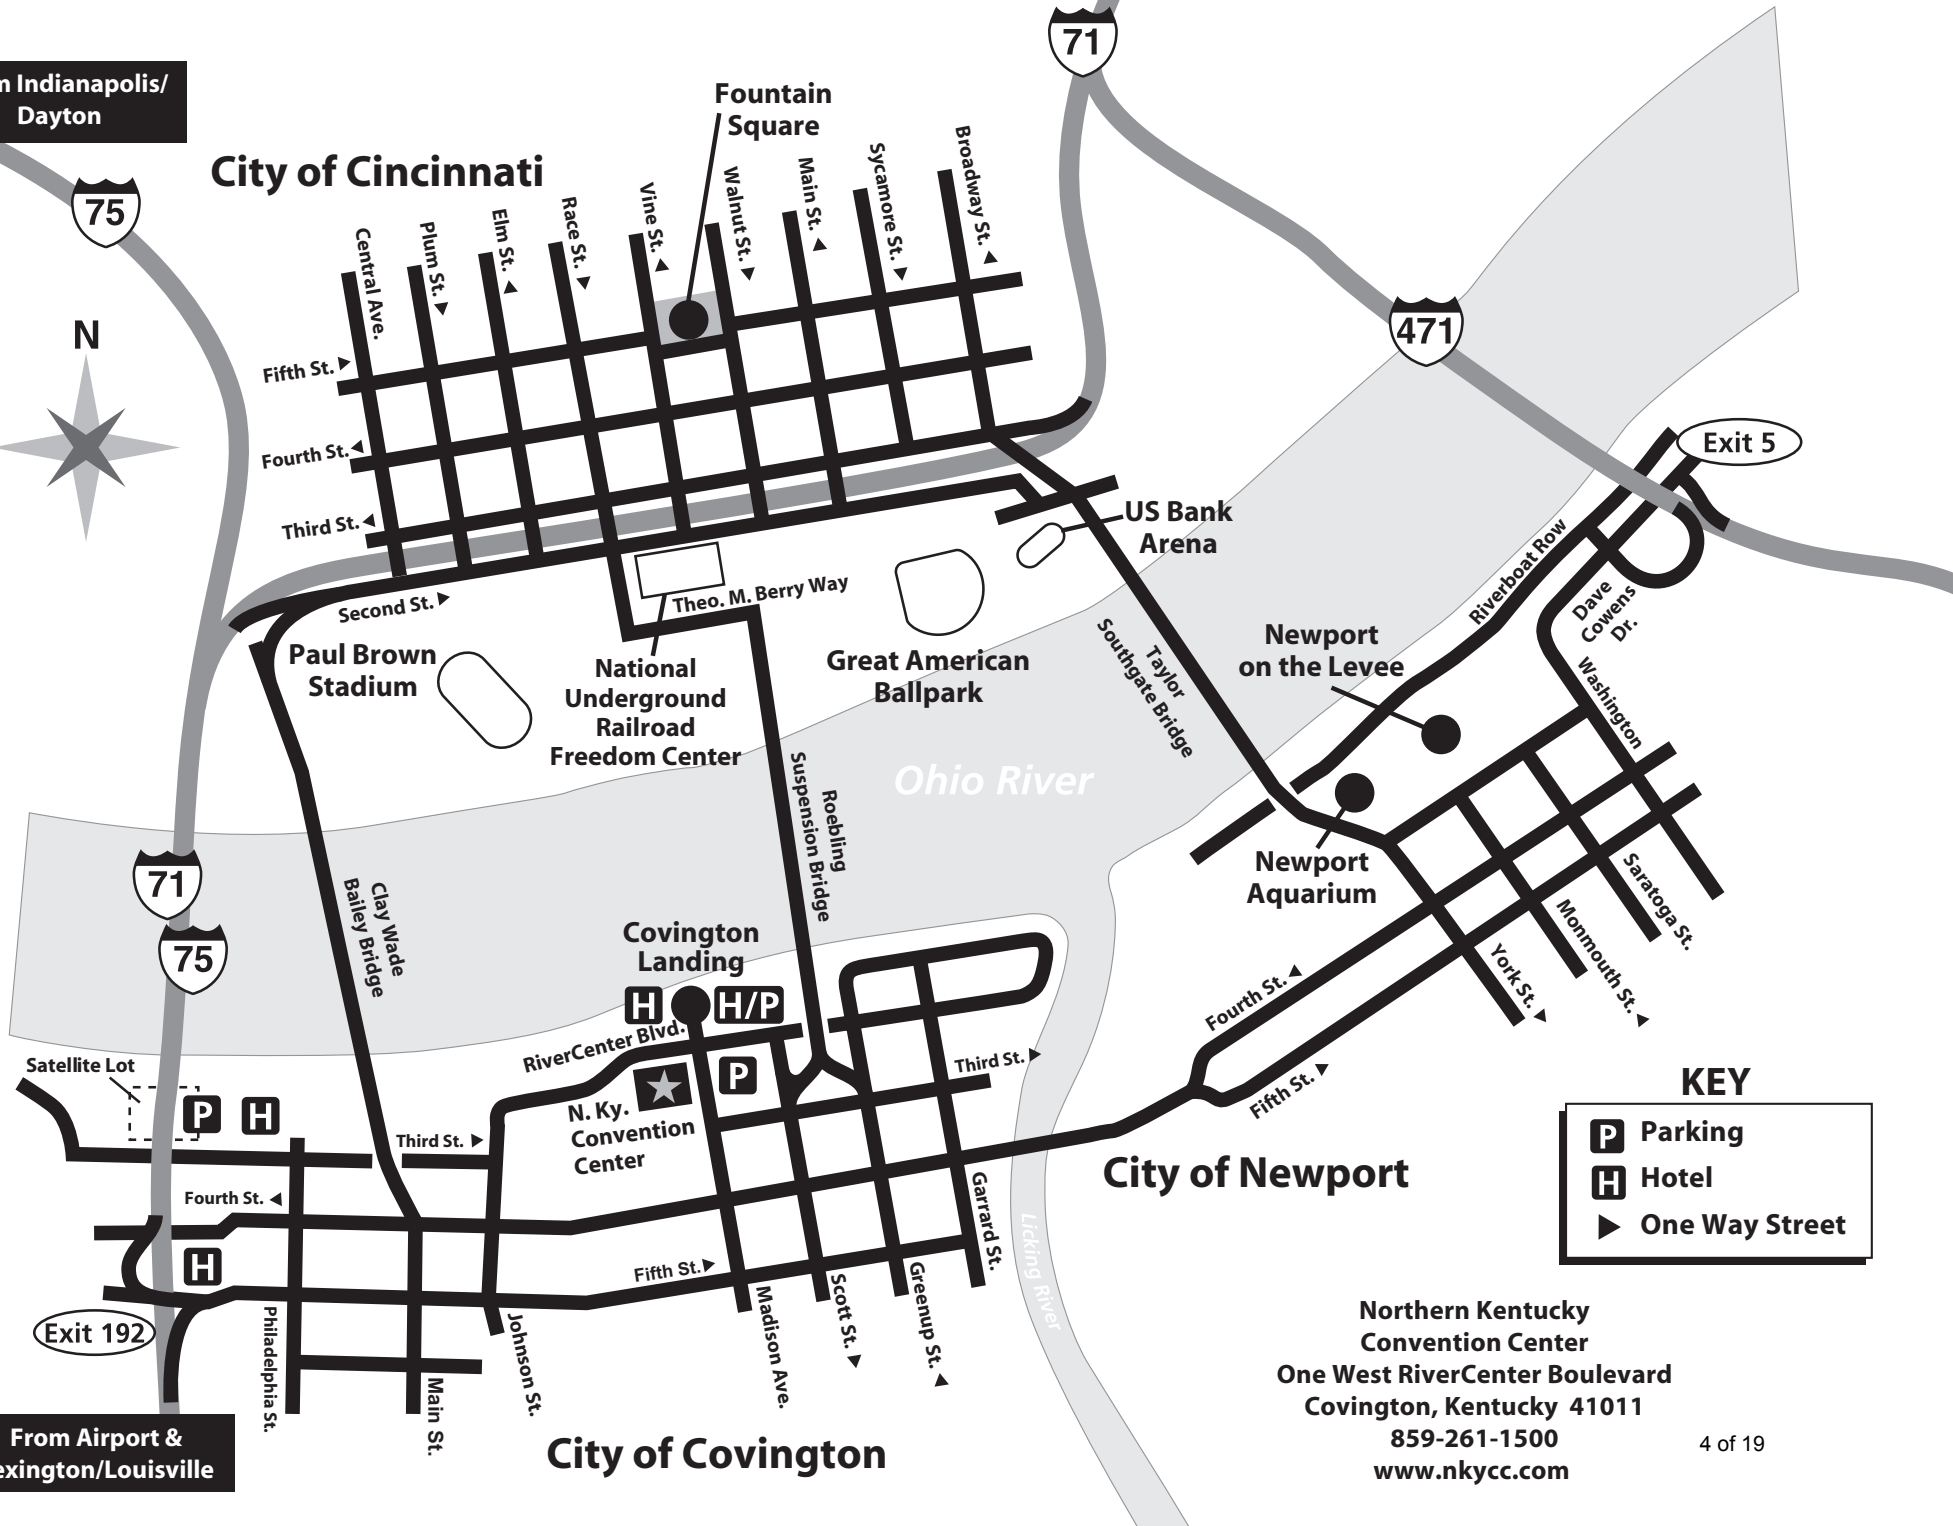 71
m Indianapolis/
Dayton
Fountain
Square
City of Cincinnati
75
N
Central Ave.
Plum St.
Elm St.
Race St.
Vine St.
Walnut St.
Main St.
Sycamore St.
Broadway St.
Fifth St.
Fourth St.
Third St.
471
Exit 5
US Bank
Arena
Second St.
Theo. M. Berry Way
Paul Brown
Stadium
National
Underground
Railroad
Freedom Center
Great American
Ballpark
Taylor
Southgate Bridge
Riverboat Row
Dave
Cowens
Dr.
Newport
on the Levee
Washington
Ohio River
Roebling
Suspension Bridge
Newport
Aquarium
71
75
Clay Wade
Bailey Bridge
Covington
Landing
H
H/P
RiverCenter Blvd.
P
N. Ky.
Convention
Center
Third St.
Saratoga St.
Monmouth St.
York St.
Fourth St.
Fifth St.
Satellite Lot
P
H
Third St.
Fourth St.
H
Fifth St.
Exit 192
Philadelphia St.
Main St.
Johnson St.
Madison Ave.
Scott St.
Greenup St.
Garrard St.
Licking River
City of Newport
City of Covington
From Airport &
exington/Louisville
KEY
P Parking
H Hotel
One Way Street
Northern Kentucky
Convention Center
One West RiverCenter Boulevard
Covington, Kentucky 41011
859-261-1500
www.nkycc.com
4 of 19